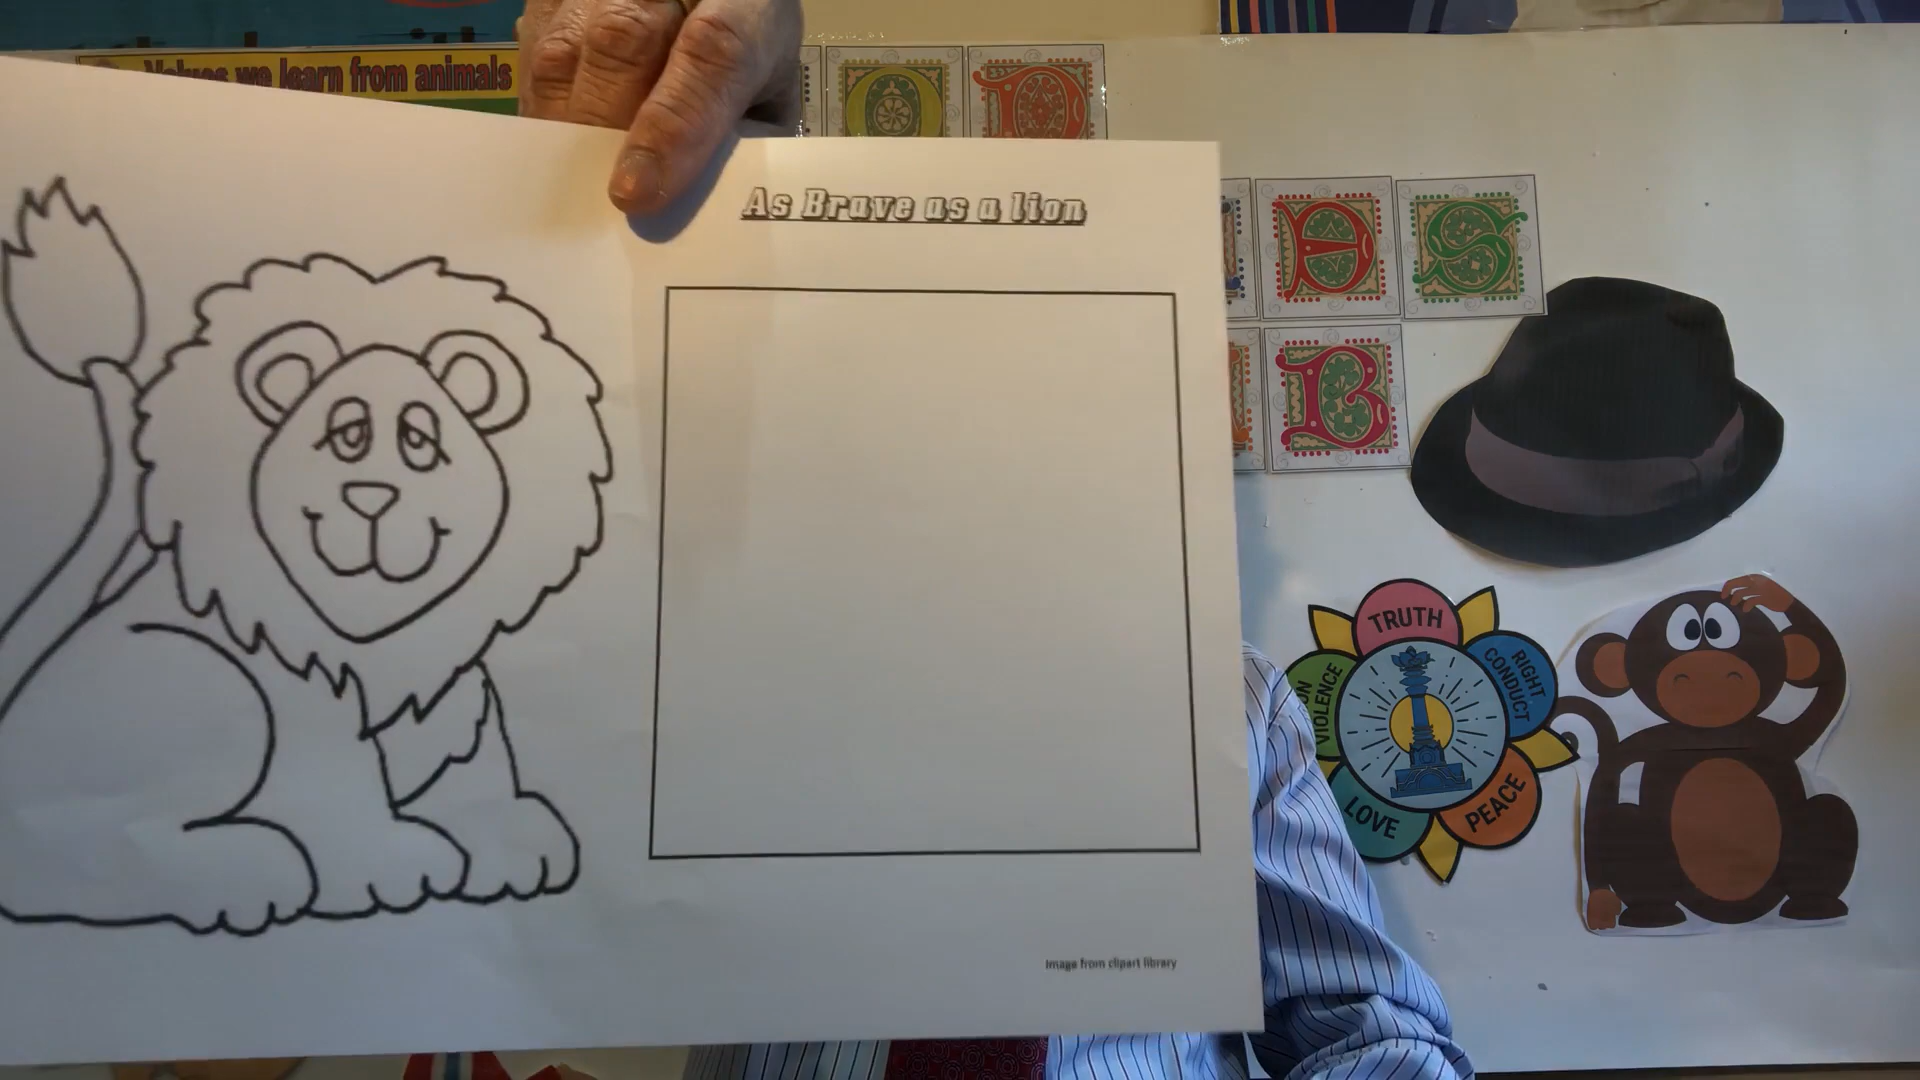 Values we learn from animals
As Brave as a lion
O D
D S
B
TRUTH
RIGHT CONDUCT
PEACE
LOVE
VIOLENCE
Image from clipart library